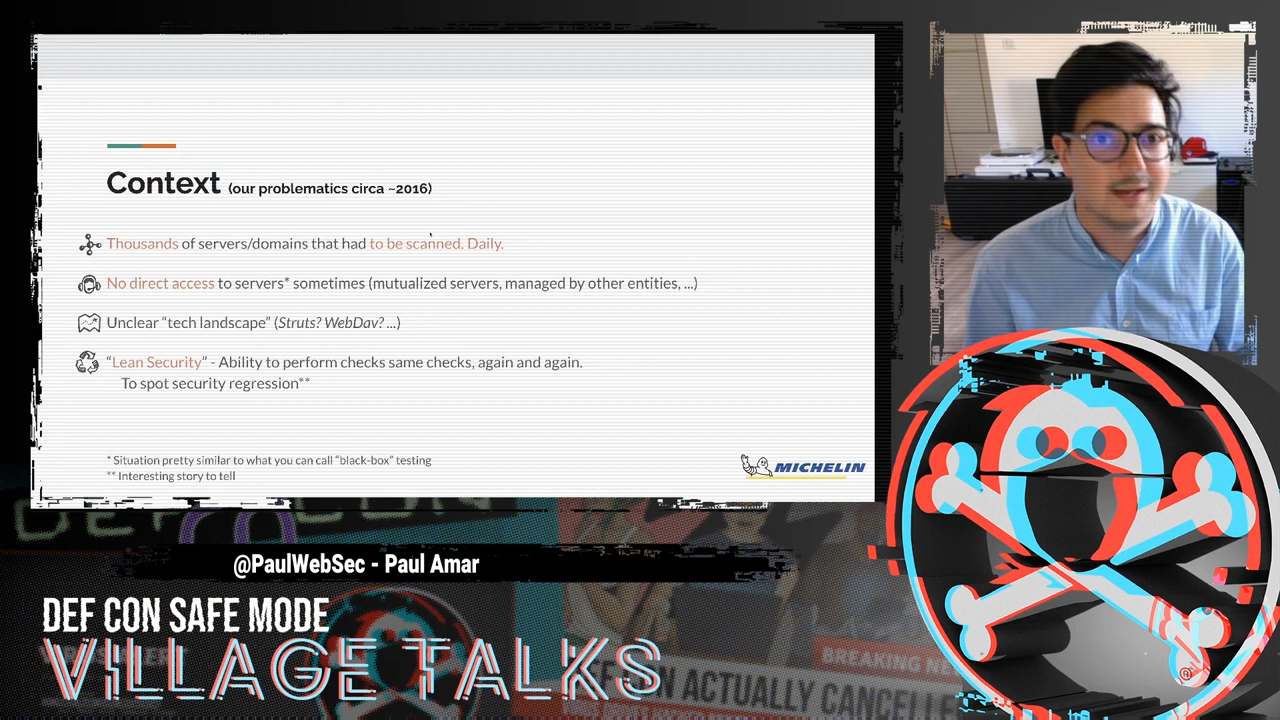 Context (our problematics circa ~2016)
Thousands of servers/domains that had to be scanned. Daily.
No direct access to servers* sometimes (mutualized servers, managed by other entities, ...)
Unclear “tech landscape” (Struts? WebDav? ...)
“Lean Security” - Ability to perform checks same checks, again and again.
To spot security regression**
* Situation pretty similar to what you can call “black-box” testing
** Interesting story to tell
MICHELIN
DEF CON
@PaulWebSec - Paul Amar
DEF CON SAFE MODE
VILLAGE TALKS
BREAKING NE
EF CON ACTUALLY CANCELLE